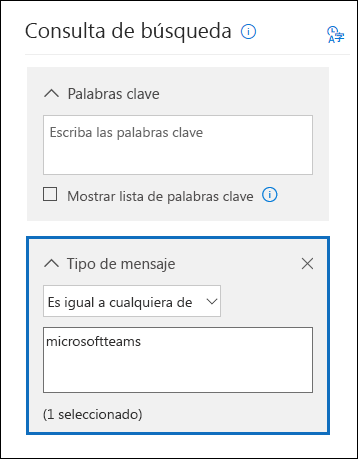 Consulta de búsqueda
Palabras clave
Escriba las palabras clave
Mostrar lista de palabras clave
Tipo de mensaje
Es igual a cualquiera de
microsoftteams
(1 seleccionado)